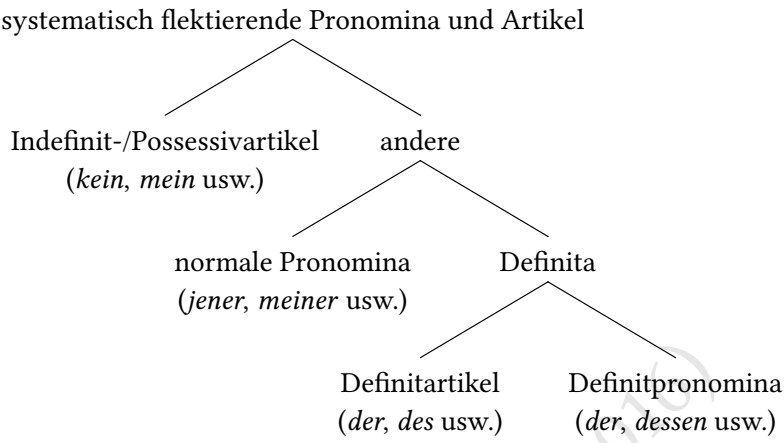 systematisch flektierende Pronomina und Artikel
Indefinit-/Possessivartikel andere
(kein, mein usw.)
normale Pronomina Definita
(jener, meiner usw.)
Definitartikel Definitpronomina
(der, des usw.) (der, dessen usw.)